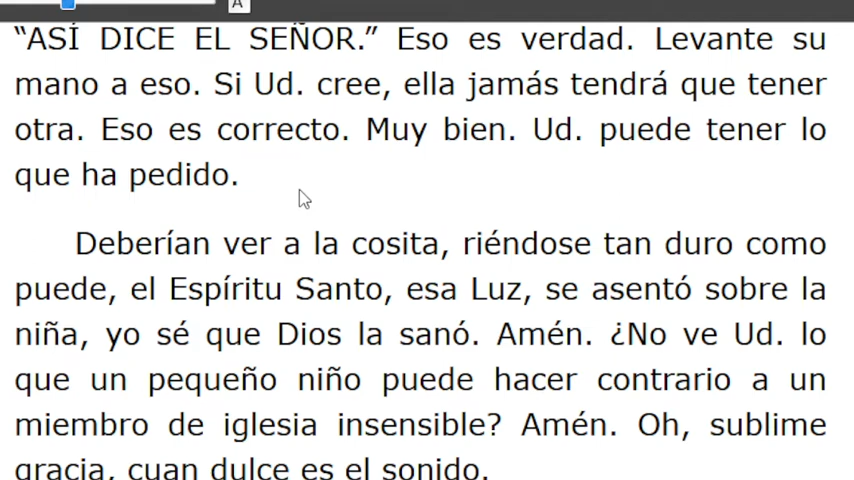 A
“ASÍ DICE EL SEÑOR.” Eso es verdad. Levante su
mano a eso. Si Ud. cree, ella jamás tendrá que tener
otra. Eso es correcto. Muy bien. Ud. puede tener lo
que ha pedido.
Deberían ver a la cosita, riéndose tan duro como
puede, el Espíritu Santo, esa Luz, se asentó sobre la
niña, yo sé que Dios la sanó. Amén. ¿No ve Ud. lo
que un pequeño niño puede hacer contrario a un
miembro de iglesia insensible? Amén. Oh, sublime
gracia, cuan dulce es el sonido.